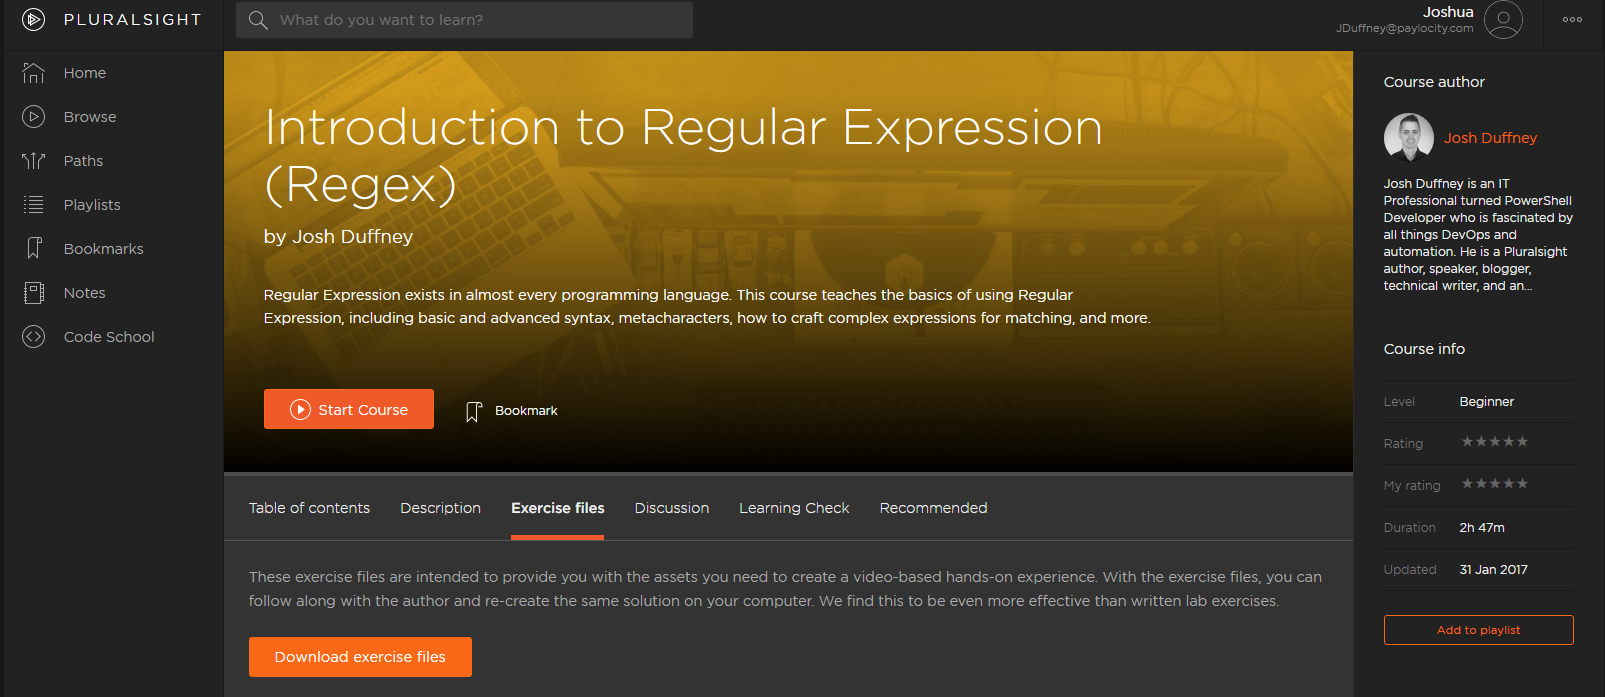 PLURALSIGHT
What do you want to learn?
Joshua
JDuffney@paylocity.com
Home
Browse
Paths
Playlists
Bookmarks
Notes
Code School
Introduction to Regular Expression
(Regex)
by Josh Duffney
Regular Expression exists in almost every programming language. This course teaches the basics of using Regular
Expression, including basic and advanced syntax, metacharacters, how to craft complex expressions for matching, and more.
Start Course
Bookmark
Table of contents
Description
Exercise files
Discussion
Learning Check
Recommended
These exercise files are intended to provide you with the assets you need to create a video-based hands-on experience. With the exercise files, you can
follow along with the author and re-create the same solution on your computer. We find this to be even more effective than written lab exercises.
Download exercise files
Course author
Josh Duffney
Josh Duffney is an IT
Professional turned PowerShell
Developer who is fascinated by
all things DevOps and
automation. He is a Pluralsight
author, speaker, blogger,
technical writer, and an...
Course info
Level Beginner
Rating ★★★★★
My rating ★★★★★
Duration 2h 47m
Updated 31 Jan 2017
Add to playlist